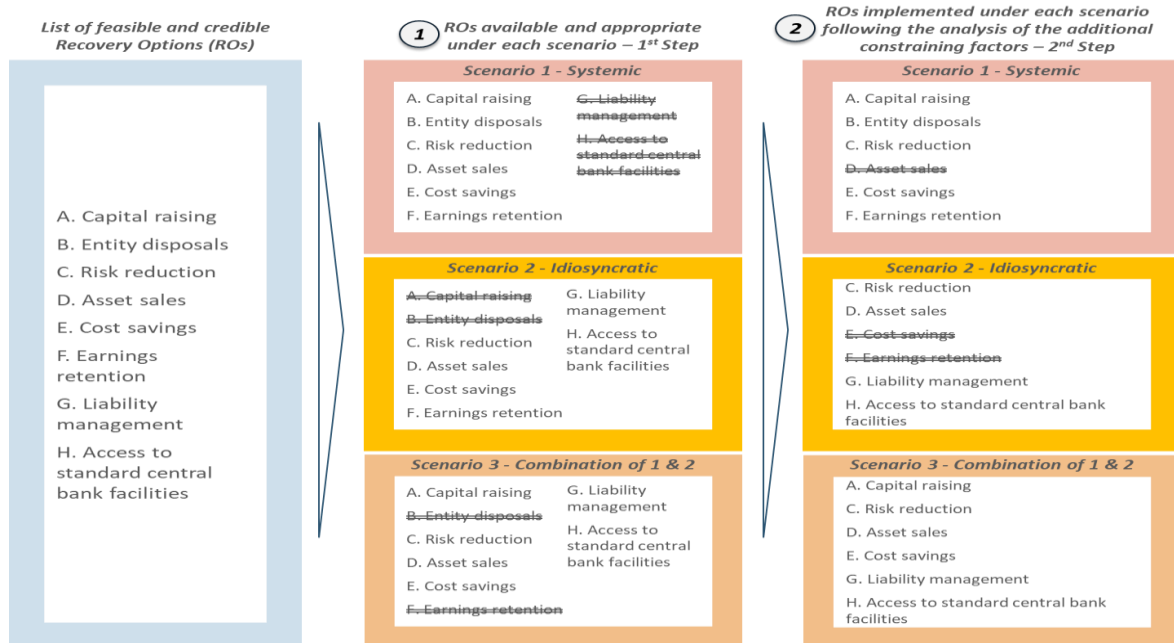 List of feasible and credible
Recovery Options (ROs)
A. Capital raising
B. Entity disposals
C. Risk reduction
D. Asset sales
E. Cost savings
F. Earnings
retention
G. Liability
management
H. Access to
standard central
bank facilities
1
ROs available and appropriate
under each scenario – 1st Step
Scenario 1 - Systemic
A. Capital raising
B. Entity disposals
C. Risk reduction
D. Asset sales
E. Cost savings
F. Earnings retention
G. Liability
management
H. Access to
standard central
bank facilities
Scenario 2 - Idiosyncratic
A. Capital raising
B. Entity disposals
C. Risk reduction
D. Asset sales
E. Cost savings
F. Earnings retention
G. Liability
management
H. Access to
standard central
bank facilities
Scenario 3 - Combination of 1 & 2
A. Capital raising
B. Entity disposals
C. Risk reduction
D. Asset sales
E. Cost savings
F. Earnings retention
G. Liability
management
H. Access to
standard central
bank facilities
2
ROs implemented under each scenario
following the analysis of the additional
constraining factors – 2nd Step
Scenario 1 - Systemic
A. Capital raising
B. Entity disposals
C. Risk reduction
D. Asset sales
E. Cost savings
F. Earnings retention
Scenario 2 - Idiosyncratic
C. Risk reduction
D. Asset sales
E. Cost savings
F. Earnings retention
G. Liability management
H. Access to standard central bank
facilities
Scenario 3 - Combination of 1 & 2
A. Capital raising
C. Risk reduction
D. Asset sales
E. Cost savings
G. Liability management
H. Access to standard central bank
facilities